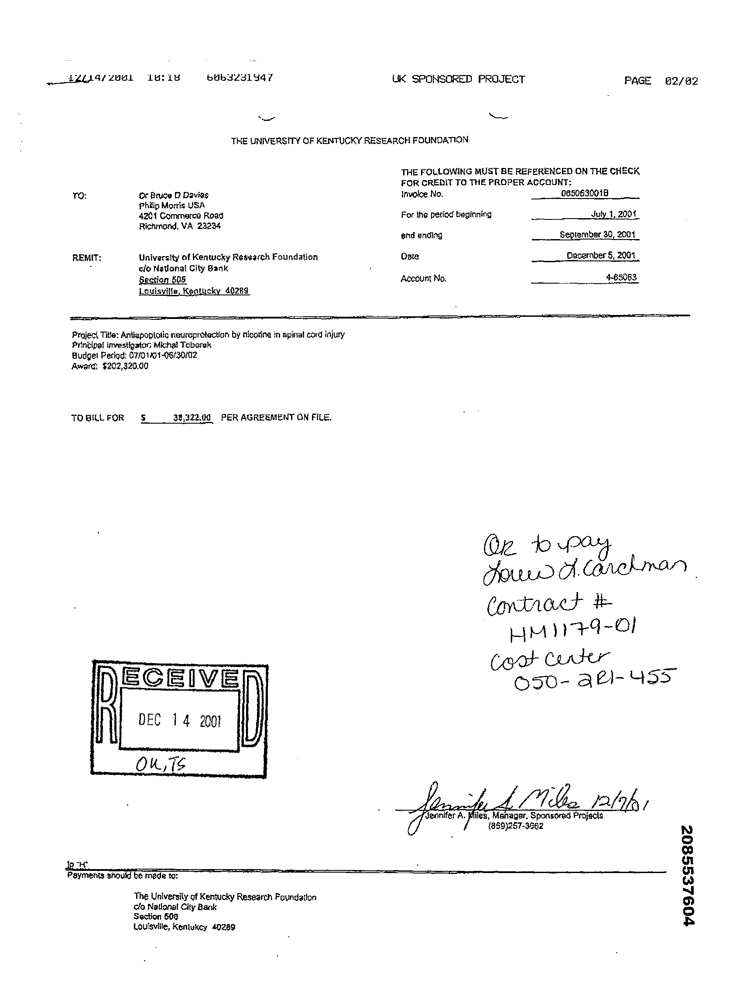 12/14/2001 10:18 6063231947 UK SPONSORED PROJECT PAGE 02/02
THE UNIVERSITY OF KENTUCKY RESEARCH FOUNDATION
THE FOLLOWING MUST BE REFERENCED ON THE CHECK
FOR CREDIT TO THE PROPER ACCOUNT:
TO: Dr Bruce D Davies Invoice No. 065063001B
Philip Morris USA
4201 Commerce Road For the period beginning July 1, 2001
Richmond, VA 23234
and ending September 30, 2001
REMIT: University of Kentucky Research Foundation Date December 5, 2001
c/o National City Bank
Section 505 Account No. 4-65063
Louisville, Kentucky 40289
Project Title: Antiapoptotic neuroprotection by nicotine in spinal cord injury
Principal Investigator: Michal Toborek
Budget Period: 07/01/01-06/30/02
Award: $202,320.00
TO BILL FOR $ 38,322.00 PER AGREEMENT ON FILE.
OK to pay
Carchman
Contract #
HM1179-01
Cost Center
050-2R1-455
RECEIVED
DEC 14 2001
OK, TS
Jennifer A Miles 12/7/01
Jennifer A. Miles, Manager, Sponsored Projects
(859)257-3662
2085537604
Payments should be made to:
The University of Kentucky Research Foundation
c/o National City Bank
Section 500
Louisville, Kentukcy 40289